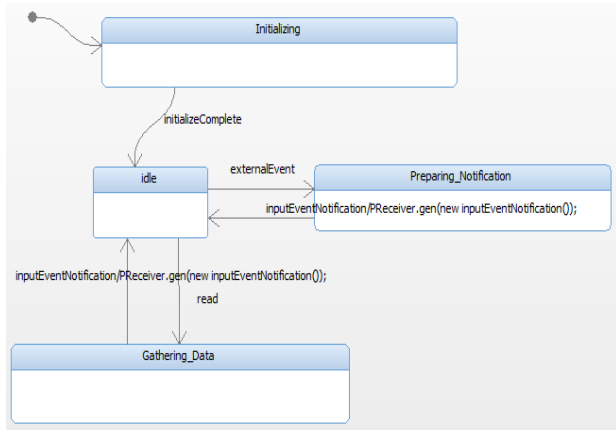 Initializing
initializeComplete
idle
externalEvent
Preparing_Notification
inputEventNotification/PReceiver.gen(new inputEventNotification());
inputEventNotification/PReceiver.gen(new inputEventNotification());
read
Gathering_Data